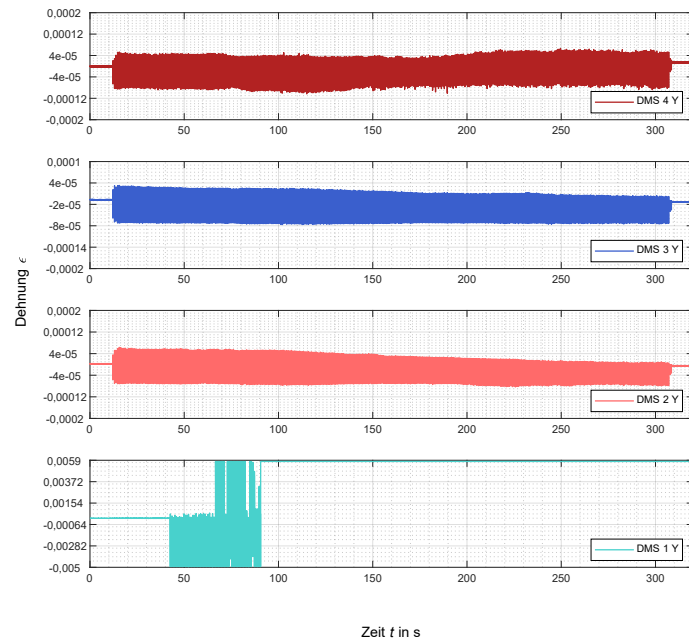 0,0002
0,00012
4e-05
-4e-05
-0,00012
-0,0002
DMS 4 Y
0 50 100 150 200 250 300
0,0001
4e-05
-2e-05
-8e-05
-0,00014
-0,0002
DMS 3 Y
0 50 100 150 200 250 300
Dehnung ϵ
0,0002
0,00012
4e-05
-4e-05
-0,00012
-0,0002
DMS 2 Y
0 50 100 150 200 250 300
0,0059
0,00372
0,00154
-0,00064
-0,00282
-0,005
DMS 1 Y
0 50 100 150 200 250 300
Zeit t in s